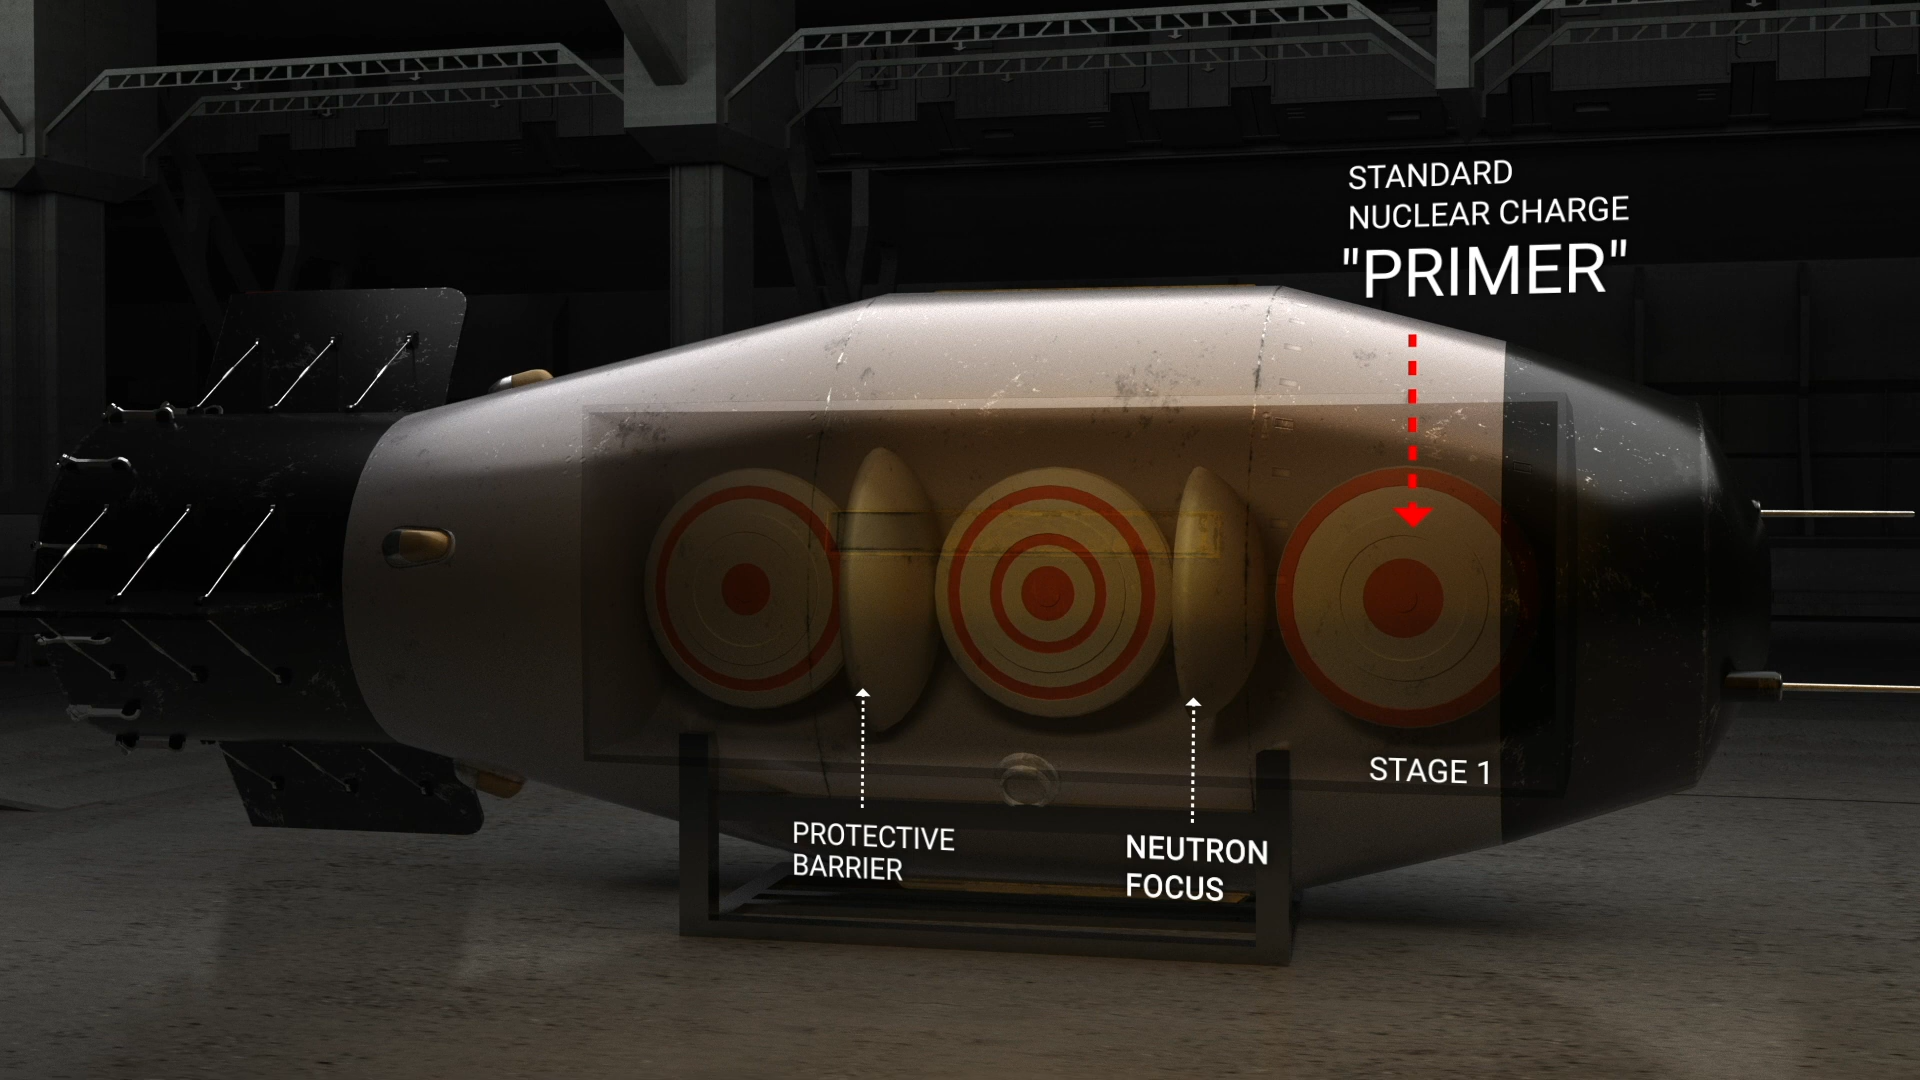 STANDARD
NUCLEAR CHARGE
"PRIMER"
STAGE 1
PROTECTIVE
BARRIER
NEUTRON
FOCUS